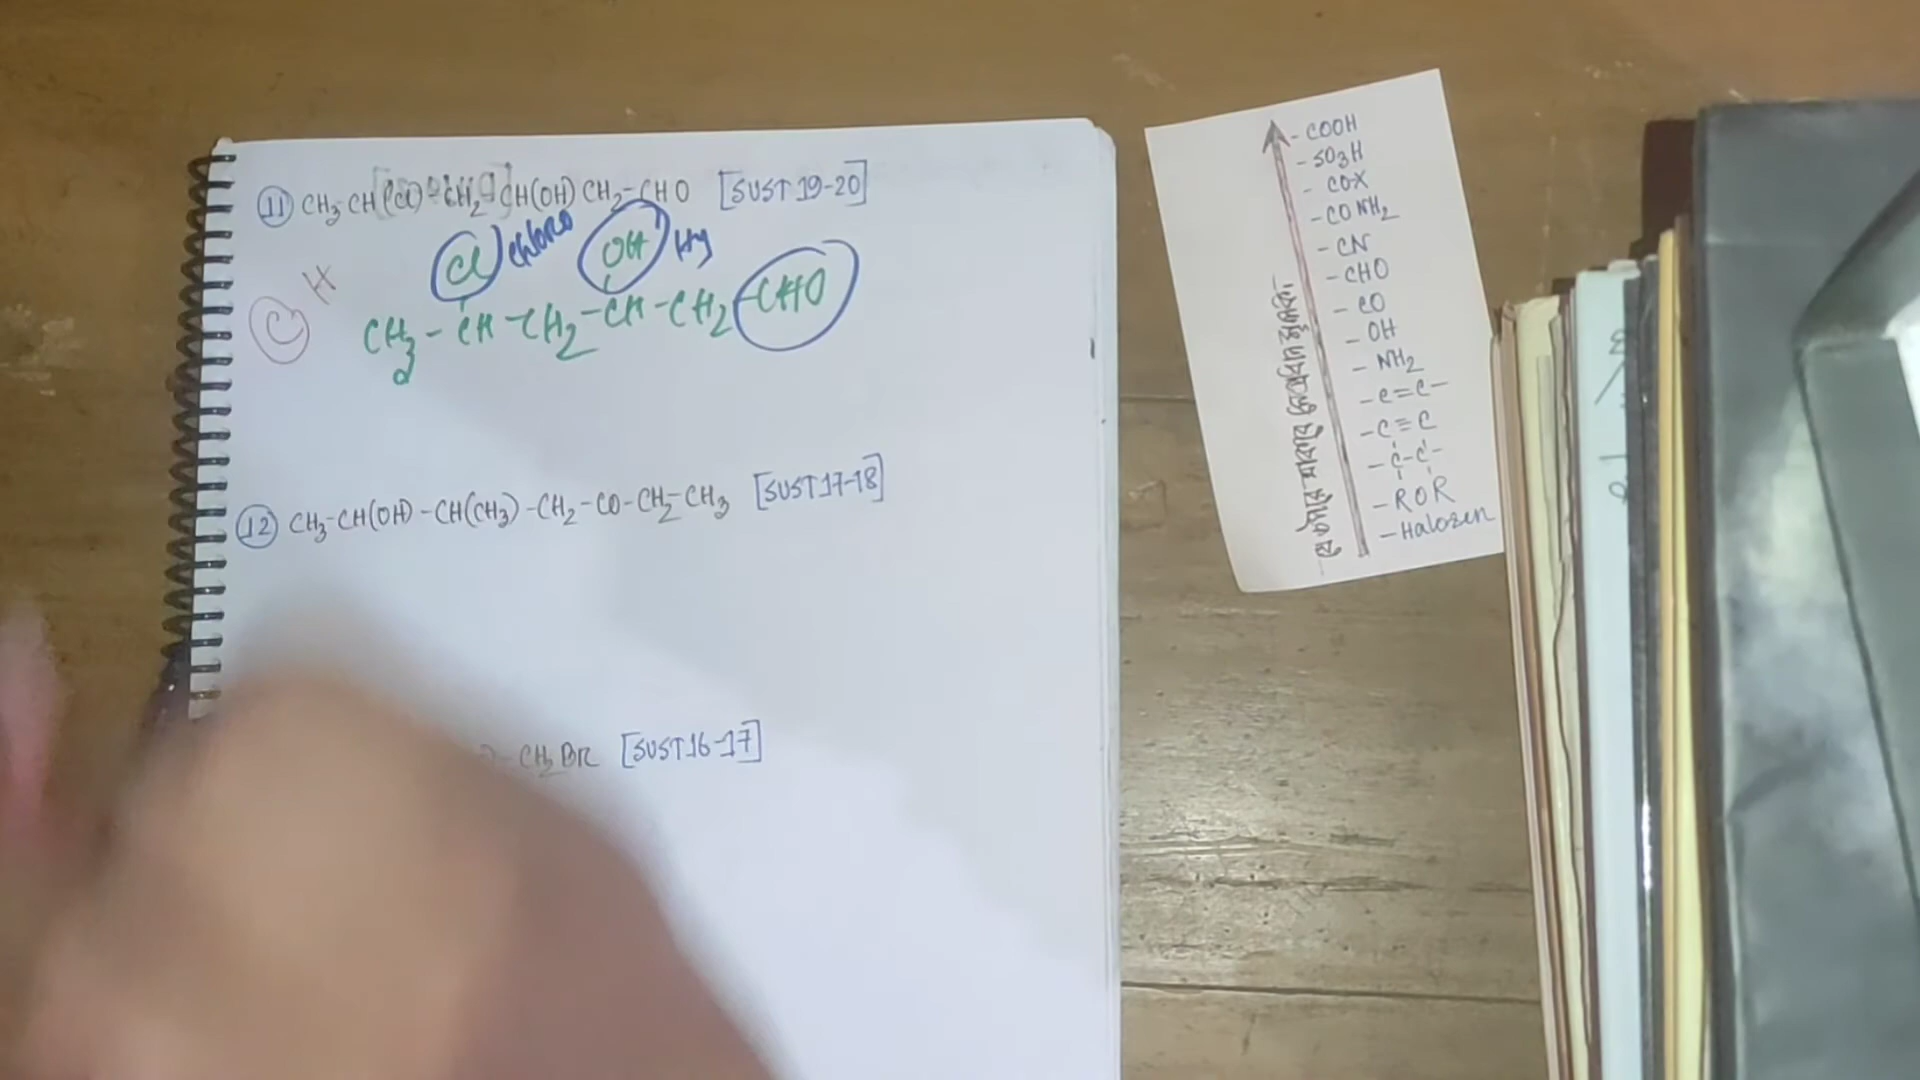 11 CH3-CH(Cl)-CH2-CH(OH)CH2-CHO [SUST 19-20]
Cl chloro OH Hy
C H
CH3-CH-CH2-CH-CH2-CHO
12 CH3-CH(OH)-CH(CH3)-CH2-CO-CH2-CH3 [SUST 17-18]
-CH2Br [SUST 16-17]
-COOH
-SO3H
-COX
-CONH2
-CN
-CHO
-CO
-OH
-NH2
-C=C-
-C≡C
-C-C-
-ROR
-Halozen